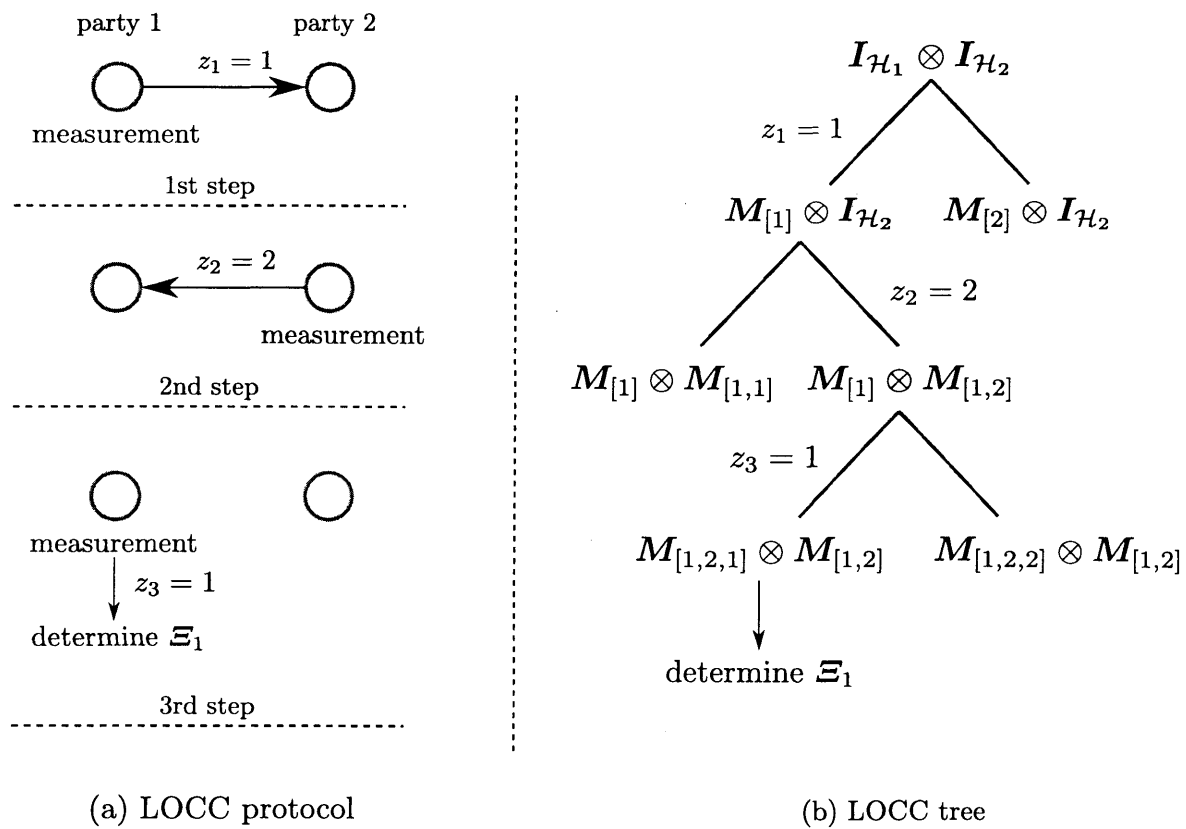 party 1 party 2
z₁ = 1
measurement
1st step
z₂ = 2
measurement
2nd step
measurement
z₃ = 1
determine Ξ₁
3rd step
(a) LOCC protocol
I_{ℋ₁} ⊗ I_{ℋ₂}
z₁ = 1
M_{[1]} ⊗ I_{ℋ₂} M_{[2]} ⊗ I_{ℋ₂}
z₂ = 2
M_{[1]} ⊗ M_{[1,1]} M_{[1]} ⊗ M_{[1,2]}
z₃ = 1
M_{[1,2,1]} ⊗ M_{[1,2]} M_{[1,2,2]} ⊗ M_{[1,2]}
determine Ξ₁
(b) LOCC tree